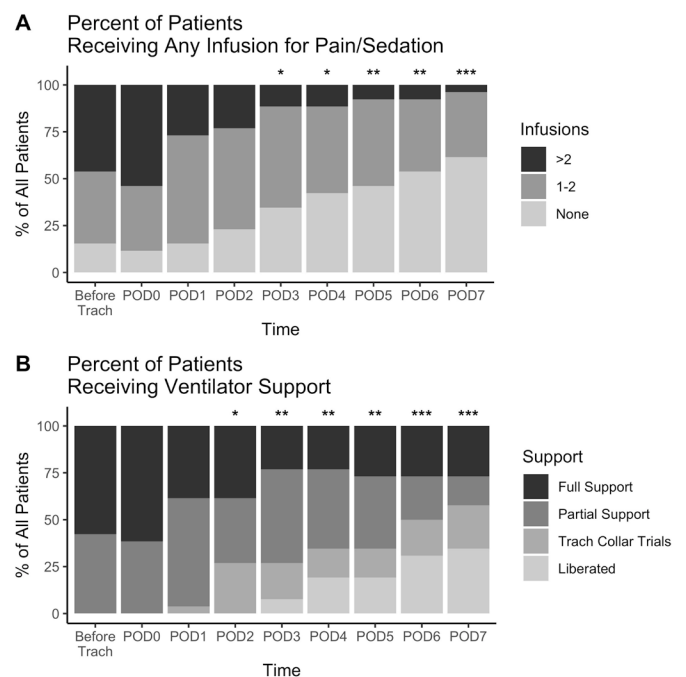 A
Percent of Patients
Receiving Any Infusion for Pain/Sedation
* * ** ** ***
100
75
50
25
0
% of All Patients
Before
Trach
POD0 POD1 POD2 POD3 POD4 POD5 POD6 POD7
Time
Infusions
>2
1-2
None
B
Percent of Patients
Receiving Ventilator Support
* ** ** ** *** ***
100
75
50
25
0
% of All Patients
Before
Trach
POD0 POD1 POD2 POD3 POD4 POD5 POD6 POD7
Time
Support
Full Support
Partial Support
Trach Collar Trials
Liberated